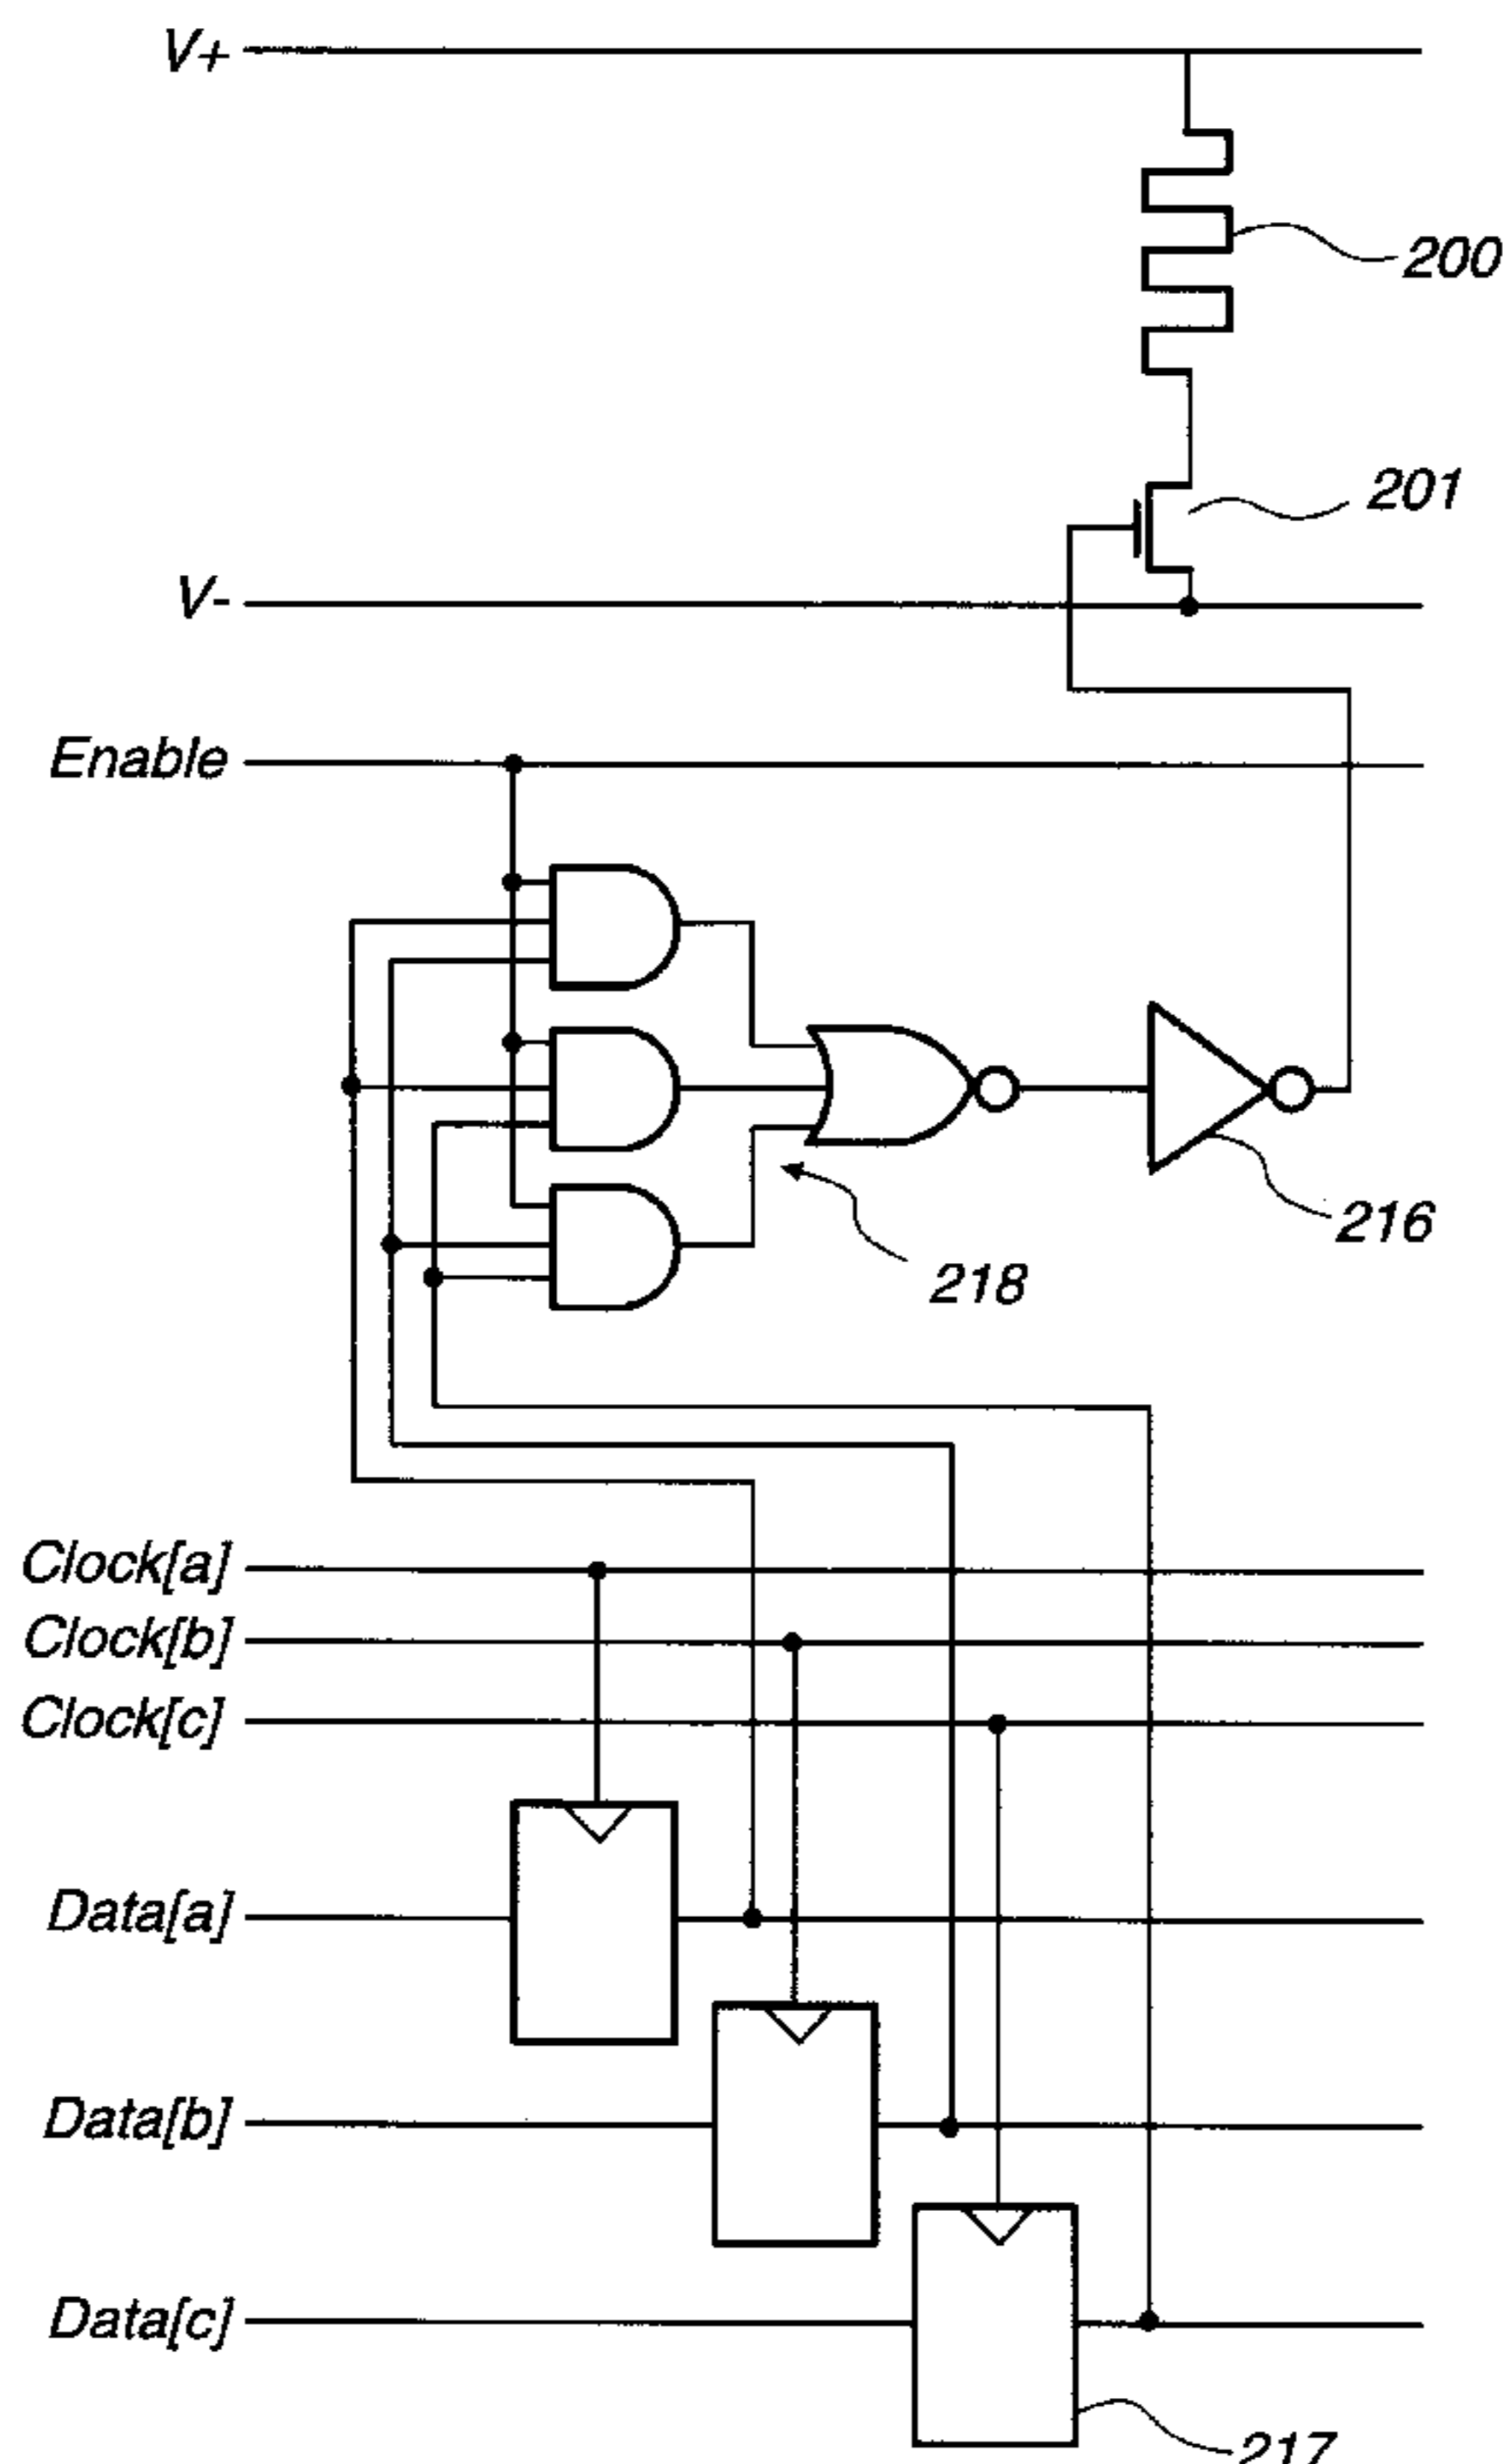 V+
200
201
V-
Enable
216
218
Clock[a]
Clock[b]
Clock[c]
Data[a]
Data[b]
Data[c]
217